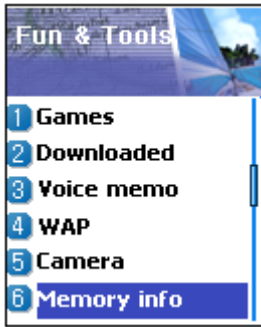 Fun & Tools
1 Games
2 Downloaded
3 Voice memo
4 WAP
5 Camera
6 Memory info